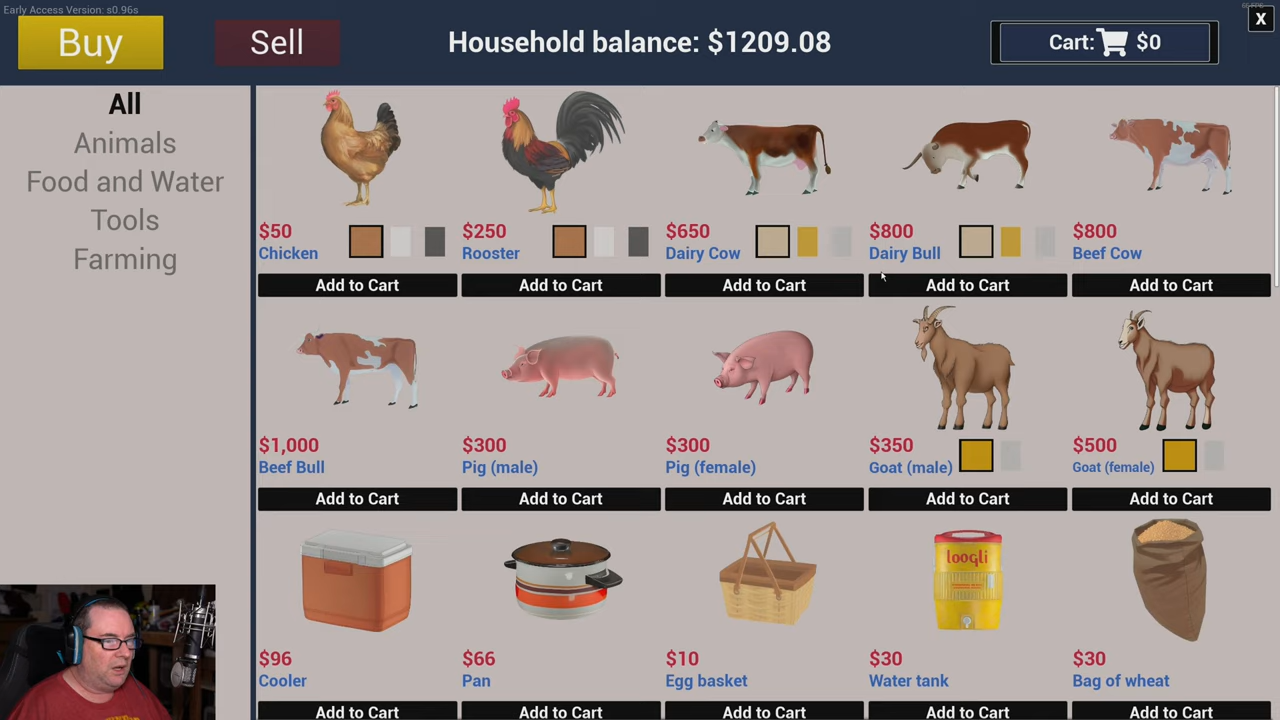 Early Access Version: s0.96s
Buy
Sell
Household balance: $1209.08
Cart: $0
X
All
Animals
Food and Water
Tools
Farming
$50
Chicken
$250
Rooster
$650
Dairy Cow
$800
Dairy Bull
$800
Beef Cow
Add to Cart
Add to Cart
Add to Cart
Add to Cart
Add to Cart
$1,000
Beef Bull
$300
Pig (male)
$300
Pig (female)
$350
Goat (male)
$500
Goat (female)
Add to Cart
Add to Cart
Add to Cart
Add to Cart
Add to Cart
loogli
$96
Cooler
$66
Pan
$10
Egg basket
$30
Water tank
$30
Bag of wheat
Add to Cart
Add to Cart
Add to Cart
Add to Cart
Add to Cart